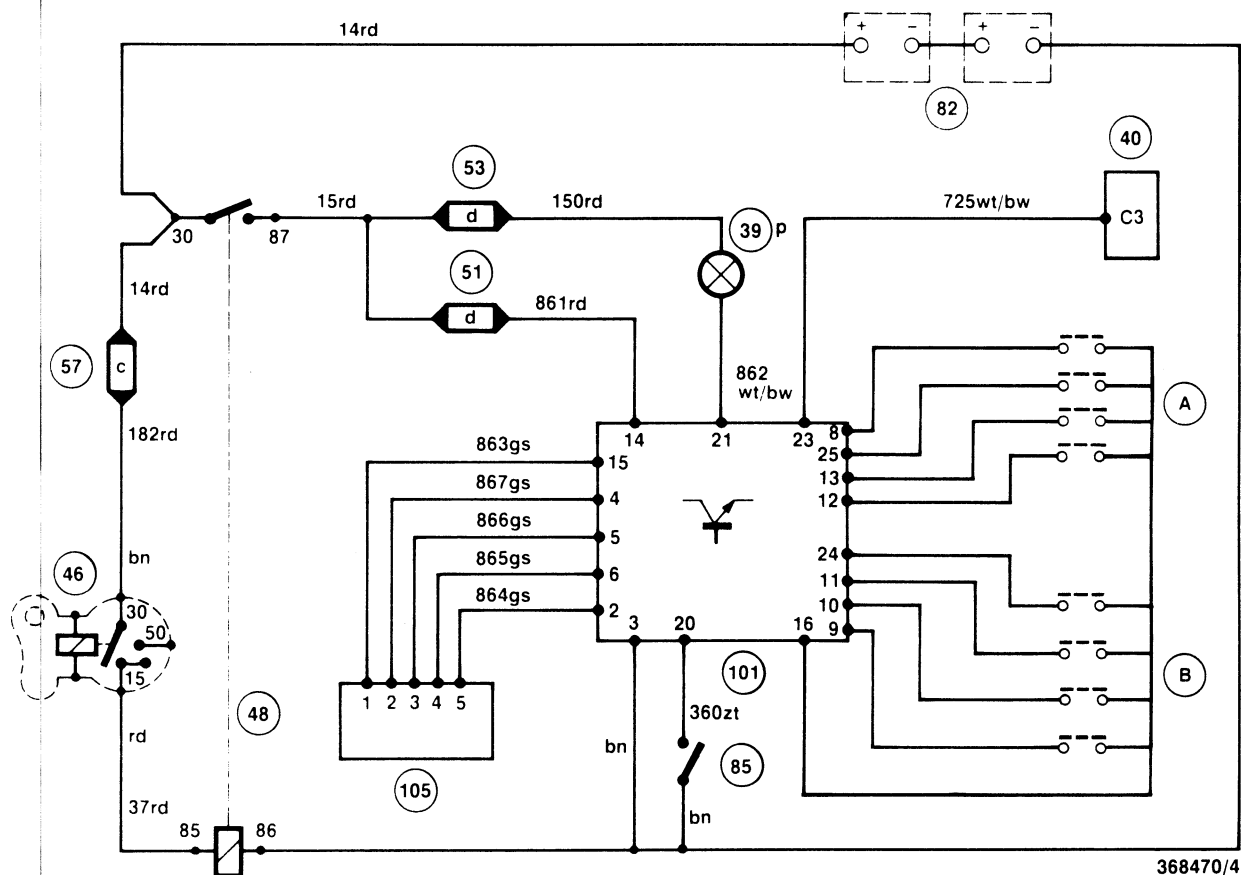 14rd
+ - + -
82
40
53
15rd
150rd
725wt/bw
d
39 p
C3
30
87
51
14rd
861rd
d
57
c
862
wt/bw
A
182rd
14
21
23
8
863gs
15
25
867gs
4
13
12
866gs
5
bn
865gs
6
24
46
864gs
2
11
30
10
50
3
20
16
9
15
101
B
1 2 3 4 5
48
360zt
rd
bn
85
105
37rd
bn
85
86
368470/4